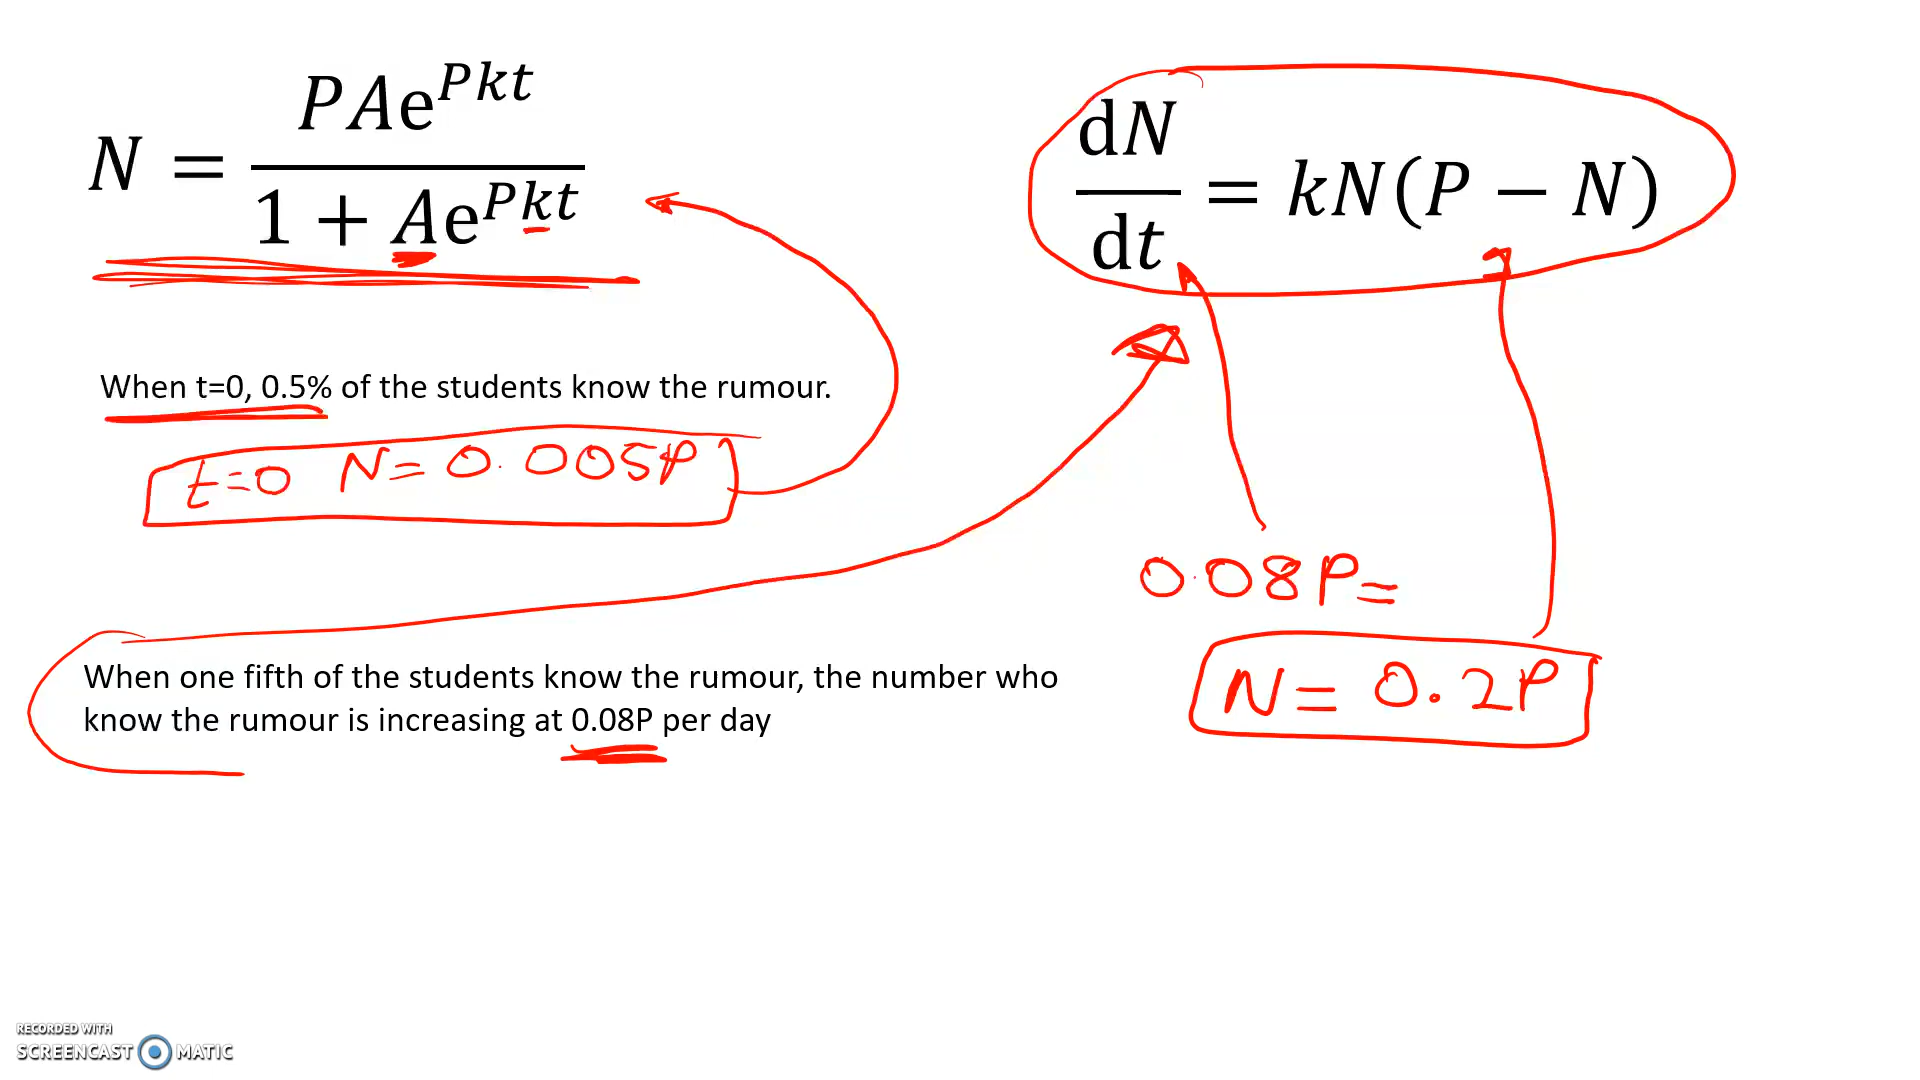 N = PAe^{Pkt} / 1 + Ae^{Pkt}
dN/dt = kN(P − N)
When t=0, 0.5% of the students know the rumour.
t=0 N= 0.005P
0.08P=
When one fifth of the students know the rumour, the number who
know the rumour is increasing at 0.08P per day
N= 0.2P
RECORDED WITH
SCREENCAST MATIC